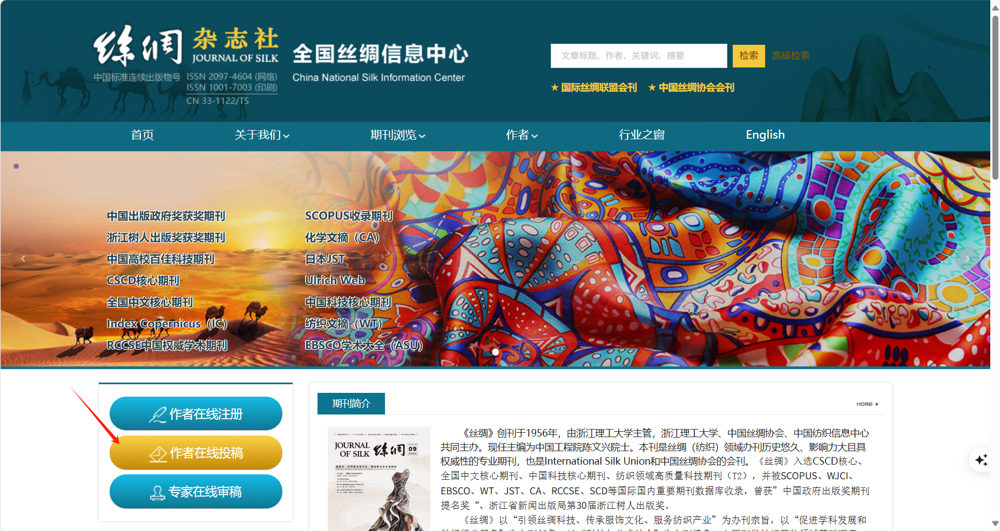 絲綢 杂志社
JOURNAL OF SILK
中国标准连续出版物号 ISSN 2097-4604 (网络)
ISSN 1001-7003 (印刷)
CN 33-1122/TS
全国丝绸信息中心
China National Silk Information Center
文章标题、作者、关键词、摘要 检索 高级检索
★ 国际丝绸联盟会刊 ★ 中国丝绸协会会刊
首页 关于我们 期刊浏览 作者 行业之窗 English
中国出版政府奖获奖期刊 SCOPUS收录期刊
浙江树人出版奖获奖期刊 化学文摘（CA）
中国高校百佳科技期刊 日本JST
CSCD核心期刊 Ulrich Web
全国中文核心期刊 中国科技核心期刊
Index Copernicus（IC） 纺织文摘（WT）
RCCSE中国权威学术期刊 EBSCO学术大全（ASU）
作者在线注册
作者在线投稿
专家在线审稿
期刊简介 MORE
JOURNAL OF SILK 絲綢 09 2025
《丝绸》创刊于1956年，由浙江理工大学主管，浙江理工大学、中国丝绸协会、中国纺织信息中心
共同主办。现任主编为中国工程院陈文兴院士。本刊是丝绸（纺织）领域办刊历史悠久、影响力大且具
权威性的专业期刊，也是International Silk Union和中国丝绸协会的会刊。《丝绸》入选CSCD核心、
全国中文核心期刊、中国科技核心期刊、纺织领域高质量科技期刊（T2），并被SCOPUS、WJCI、
EBSCO、WT、JST、CA、RCCSE、SCD等国际国内重要期刊数据库收录，曾获”中国政府出版奖期刊
提名奖“、浙江省新闻出版局第30届浙江树人出版奖。
《丝绸》以“引领丝绸科技、传承服饰文化、服务纺织产业”为办刊宗旨，以“促进学科发展和